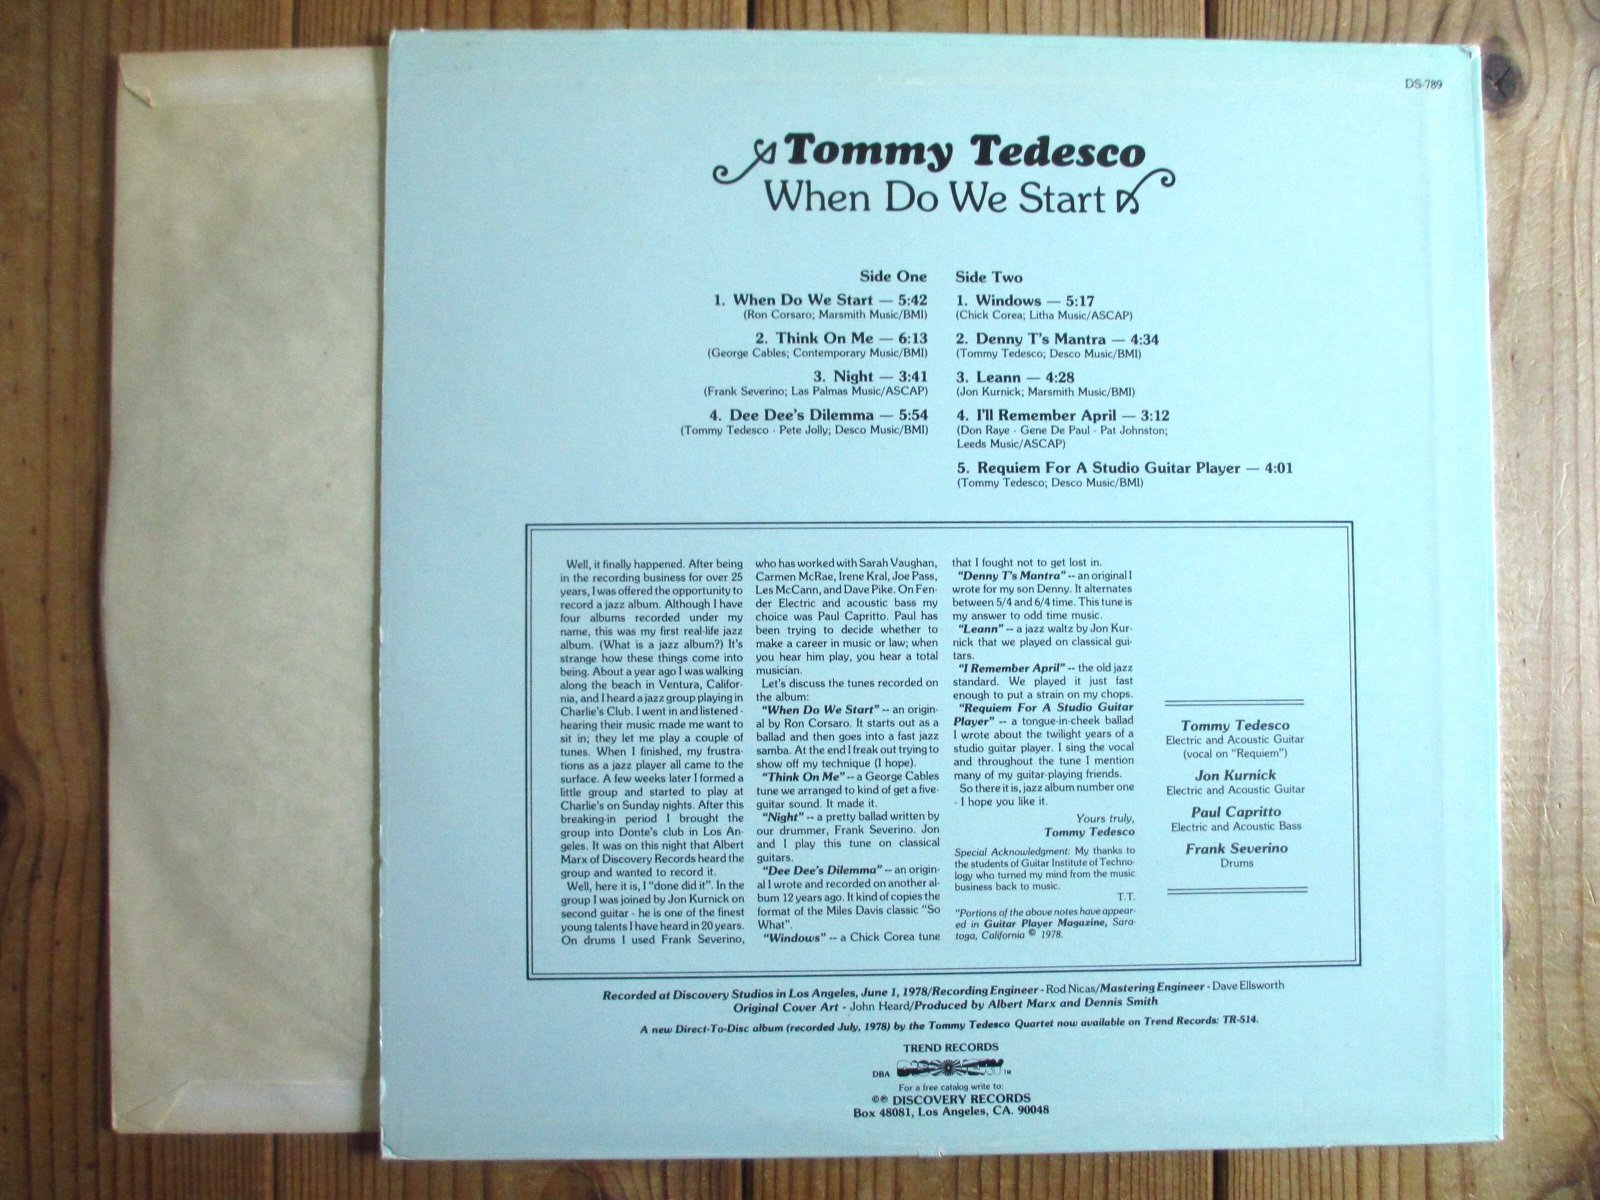 DS-789
Tommy Tedesco
When Do We Start
Side One
1. When Do We Start — 5:42
(Ron Corsaro; Marsmith Music/BMI)
2. Think On Me — 6:13
(George Cables; Contemporary Music/BMI)
3. Night — 3:41
(Frank Severino; Las Palmas Music/ASCAP)
4. Dee Dee's Dilemma — 5:54
(Tommy Tedesco - Pete Jolly; Desco Music/BMI)
Side Two
1. Windows — 5:17
(Chick Corea; Litha Music/ASCAP)
2. Denny T's Mantra — 4:34
(Tommy Tedesco; Desco Music/BMI)
3. Leann — 4:28
(Jon Kurnick; Marsmith Music/BMI)
4. I'll Remember April — 3:12
(Don Raye - Gene De Paul - Pat Johnston;
Leeds Music/ASCAP)
5. Requiem For A Studio Guitar Player — 4:01
(Tommy Tedesco; Desco Music/BMI)
Well, it finally happened. After being
in the recording business for over 25
years, I was offered the opportunity to
record a jazz album. Although I have
four albums recorded under my
name, this was my first real-life jazz
album. (What is a jazz album?) It's
strange how these things come into
being. About a year ago I was walking
along the beach in Ventura, Califor-
nia, and I heard a jazz group playing in
Charlie's Club. I went in and listened -
hearing their music made me want to
sit in; they let me play a couple of
tunes. When I finished, my frustra-
tions as a jazz player all came to the
surface. A few weeks later I formed a
little group and started to play at
Charlie's on Sunday nights. After this
breaking-in period I brought the
group into Donte's club in Los An-
geles. It was on this night that Albert
Marx of Discovery Records heard the
group and wanted to record it.
Well, here it is, I "done did it". In the
group I was joined by Jon Kurnick on
second guitar - he is one of the finest
young talents I have heard in 20 years.
On drums I used Frank Severino,
who has worked with Sarah Vaughan,
Carmen McRae, Irene Kral, Joe Pass,
Les McCann, and Dave Pike. On Fen-
der Electric and acoustic bass my
choice was Paul Capritto. Paul has
been trying to decide whether to
make a career in music or law; when
you hear him play, you hear a total
musician.
Let's discuss the tunes recorded on
the album:
"When Do We Start" -- an origin-
al by Ron Corsaro. It starts out as a
ballad and then goes into a fast jazz
samba. At the end I freak out trying to
show off my technique (I hope).
"Think On Me" -- a George Cables
tune we arranged to kind of get a five-
guitar sound. It made it.
"Night" -- a pretty ballad written by
our drummer, Frank Severino. Jon
and I play this tune on classical
guitars.
"Dee Dee's Dilemma" -- an origin-
al I wrote and recorded on another al-
bum 12 years ago. It kind of copies the
format of the Miles Davis classic "So
What".
"Windows" -- a Chick Corea tune
that I fought not to get lost in.
"Denny T's Mantra" -- an original I
wrote for my son Denny. It alternates
between 5/4 and 6/4 time. This tune is
my answer to odd time music.
"Leann" -- a jazz waltz by Jon Kur-
nick that we played on classical gui-
tars.
"I Remember April" -- the old jazz
standard. We played it just fast
enough to put a strain on my chops.
"Requiem For A Studio Guitar
Player" -- a tongue-in-cheek ballad
I wrote about the twilight years of a
studio guitar player. I sing the vocal
and throughout the tune I mention
many of my guitar-playing friends.
So there it is, jazz album number one
- I hope you like it.
Yours truly,
Tommy Tedesco
Special Acknowledgment: My thanks to
the students of Guitar Institute of Techno-
logy who turned my mind from the music
business back to music.
T.T.
"Portions of the above notes have appear-
ed in Guitar Player Magazine, Sara-
toga, California © 1978.
Tommy Tedesco
Electric and Acoustic Guitar
(vocal on "Requiem")
Jon Kurnick
Electric and Acoustic Guitar
Paul Capritto
Electric and Acoustic Bass
Frank Severino
Drums
Recorded at Discovery Studios in Los Angeles, June 1, 1978/Recording Engineer - Rod Nicas/Mastering Engineer - Dave Ellsworth
Original Cover Art - John Heard/Produced by Albert Marx and Dennis Smith
A new Direct-To-Disc album (recorded July, 1978) by the Tommy Tedesco Quartet now available on Trend Records: TR-514.
TREND RECORDS
DBA DISCOVERY TM
For a free catalog write to:
©℗ DISCOVERY RECORDS
Box 48081, Los Angeles, CA. 90048